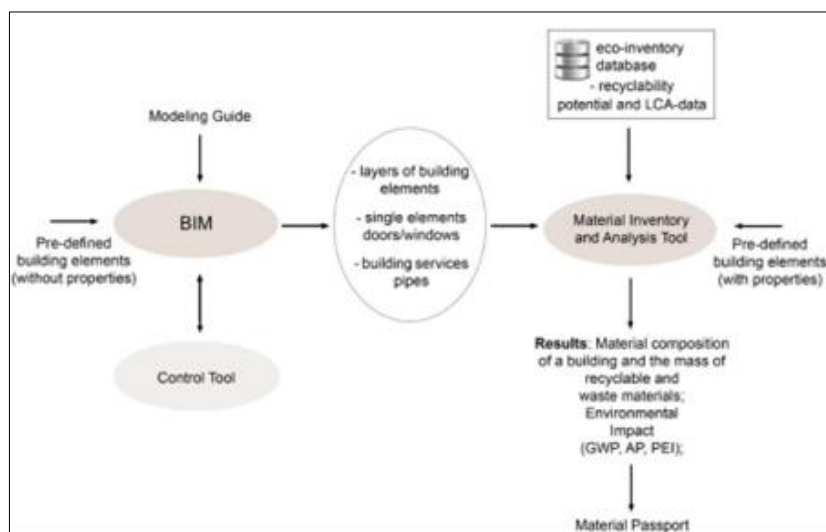 eco-inventory
database
- recyclability
potential and LCA-data
Modeling Guide
- layers of building
elements
- single elements
doors/windows
- building services
pipes
BIM
Material Inventory
and Analysis Tool
Pre-defined
building elements
(without properties)
Pre-defined
building elements
(with properties)
Control Tool
Results: Material composition
of a building and the mass of
recyclable and
waste materials;
Environmental
Impact
(GWP, AP, PEI);
Material Passport